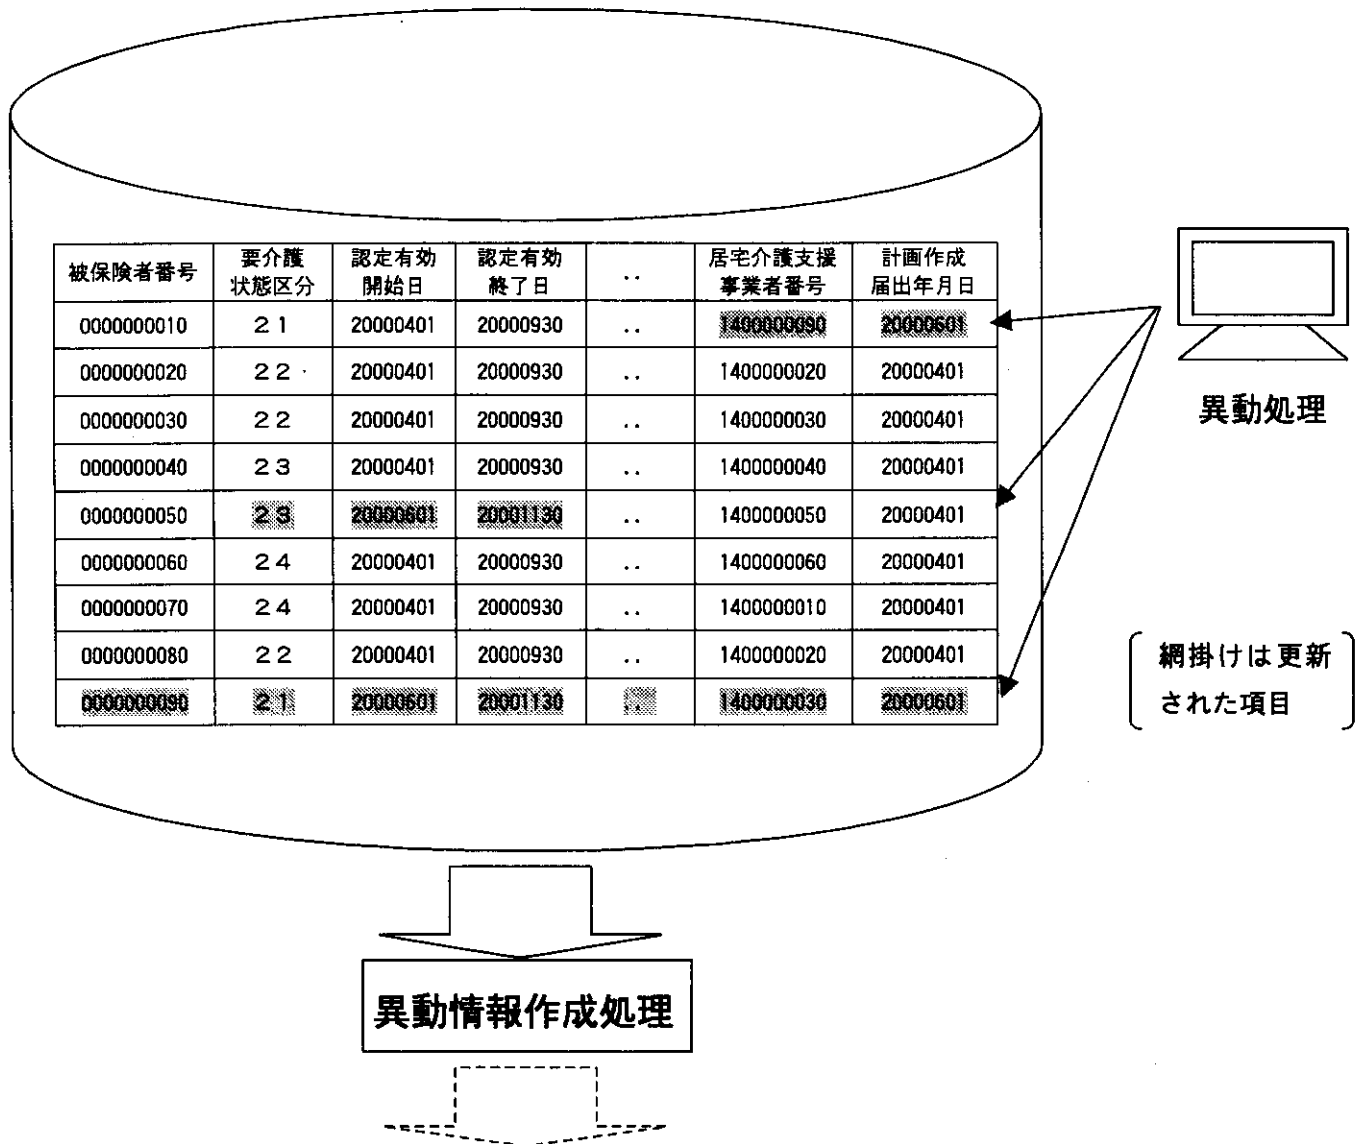 被保険者番号 要介護状態区分 認定有効開始日 認定有効終了日 ‥ 居宅介護支援事業者番号 計画作成届出年月日
0000000010 21 20000401 20000930 ‥ 1400000090 20000601
0000000020 22 20000401 20000930 ‥ 1400000020 20000401
0000000030 22 20000401 20000930 ‥ 1400000030 20000401
0000000040 23 20000401 20000930 ‥ 1400000040 20000401
0000000050 23 20000601 20001130 ‥ 1400000050 20000401
0000000060 24 20000401 20000930 ‥ 1400000060 20000401
0000000070 24 20000401 20000930 ‥ 1400000010 20000401
0000000080 22 20000401 20000930 ‥ 1400000020 20000401
0000000090 21 20000601 20001130 ‥ 1400000030 20000601
異動処理
網掛けは更新
された項目
異動情報作成処理